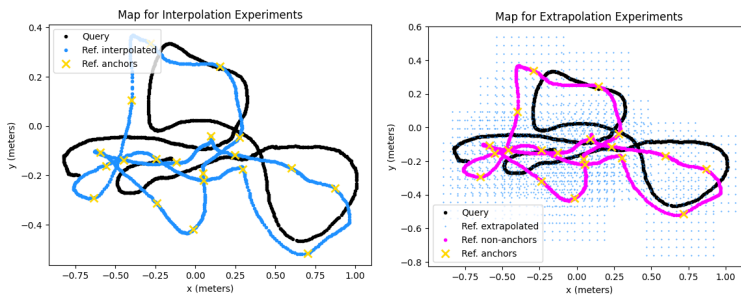 Map for Interpolation Experiments
Query
Ref. interpolated
Ref. anchors
0.4
0.2
0.0
−0.2
−0.4
y (meters)
−0.75
−0.50
−0.25
0.00
0.25
0.50
0.75
1.00
x (meters)
Map for Extrapolation Experiments
0.6
0.4
0.2
0.0
−0.2
−0.4
−0.6
−0.8
y (meters)
Query
Ref. extrapolated
Ref. non-anchors
Ref. anchors
−0.75
−0.50
−0.25
0.00
0.25
0.50
0.75
1.00
x (meters)